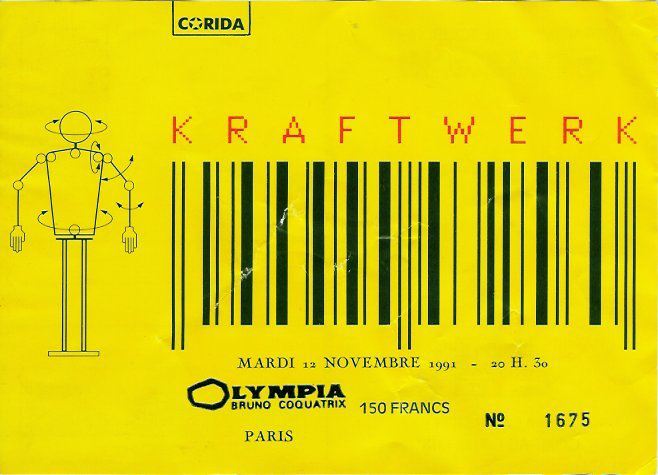 CORIDA
KRAFTWERK
MARDI 12 NOVEMBRE 1991 - 20 H. 30
OLYMPIA
BRUNO COQUATRIX
150 FRANCS
Nº 1675
PARIS